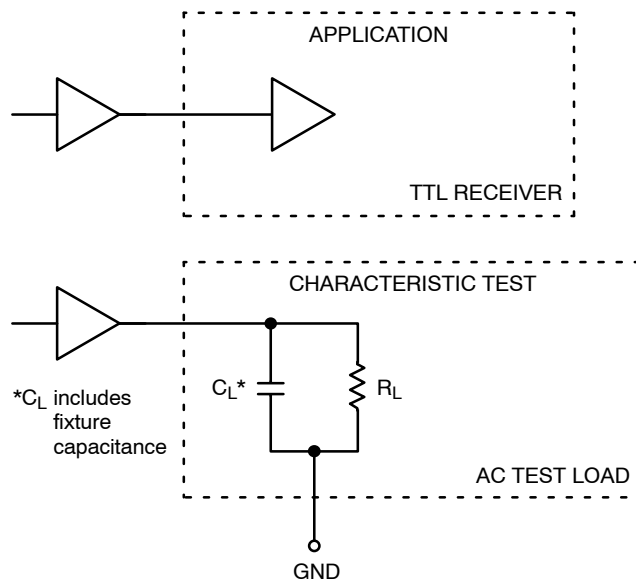 APPLICATION
TTL RECEIVER
CHARACTERISTIC TEST
*CL includes
fixture
capacitance
CL*
RL
AC TEST LOAD
GND